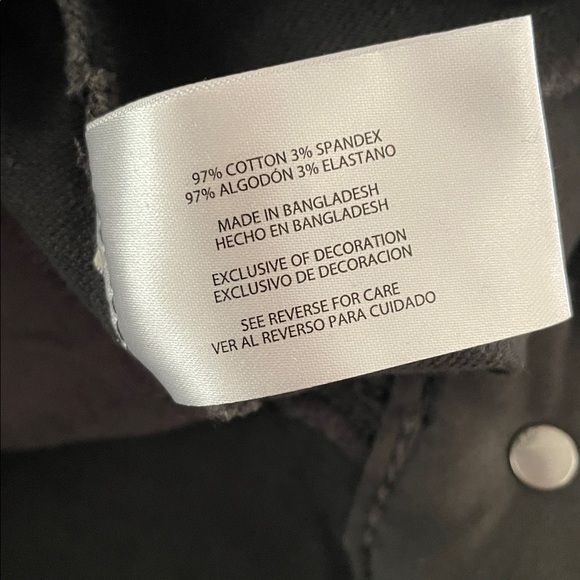 97% COTTON 3% SPANDEX
97% ALGODÓN 3% ELASTANO
MADE IN BANGLADESH
HECHO EN BANGLADESH
EXCLUSIVE OF DECORATION
EXCLUSIVO DE DECORACION
SEE REVERSE FOR CARE
VER AL REVERSO PARA CUIDADO